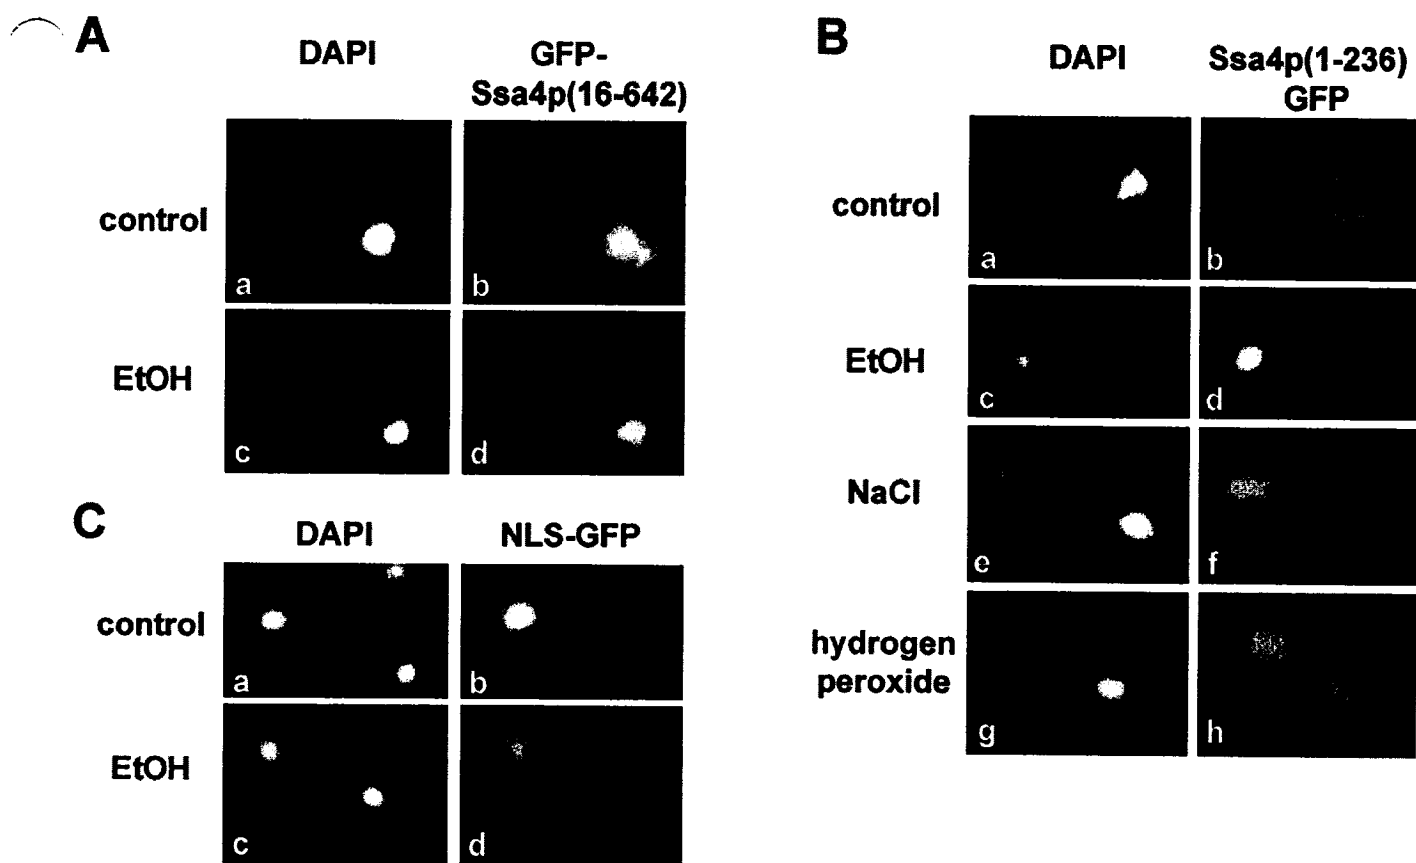 A
DAPI
GFP-
Ssa4p(16-642)
control
a
b
EtOH
c
d
C
DAPI
NLS-GFP
control
a
b
EtOH
c
d
B
DAPI
Ssa4p(1-236)
GFP
control
a
b
EtOH
c
d
NaCl
e
f
hydrogen
peroxide
g
h